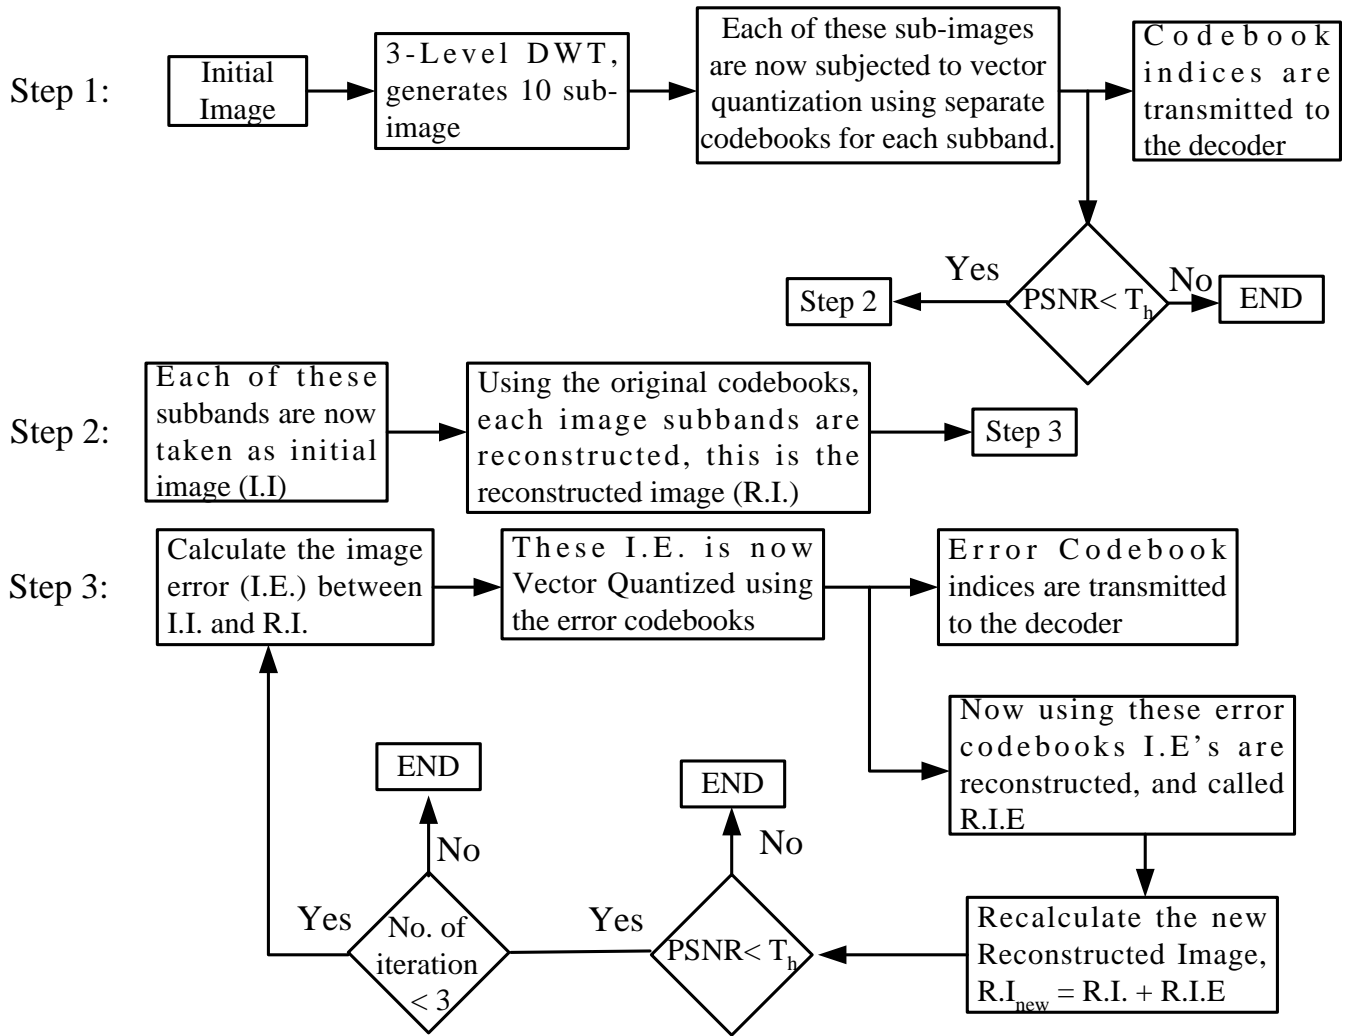 Step 1:
Initial
Image
3-Level DWT,
generates 10 sub-
image
Each of these sub-images
are now subjected to vector
quantization using separate
codebooks for each subband.
Codebook
indices are
transmitted to
the decoder
PSNR< Th
Yes
No
Step 2
END
Step 2:
Each of these
subbands are now
taken as initial
image (I.I)
Using the original codebooks,
each image subbands are
reconstructed, this is the
reconstructed image (R.I.)
Step 3
Step 3:
Calculate the image
error (I.E.) between
I.I. and R.I.
These I.E. is now
Vector Quantized using
the error codebooks
Error Codebook
indices are transmitted
to the decoder
Now using these error
codebooks I.E's are
reconstructed, and called
R.I.E
Recalculate the new
Reconstructed Image,
R.Inew = R.I. + R.I.E
PSNR< Th
No
END
Yes
No. of
iteration
< 3
No
END
Yes